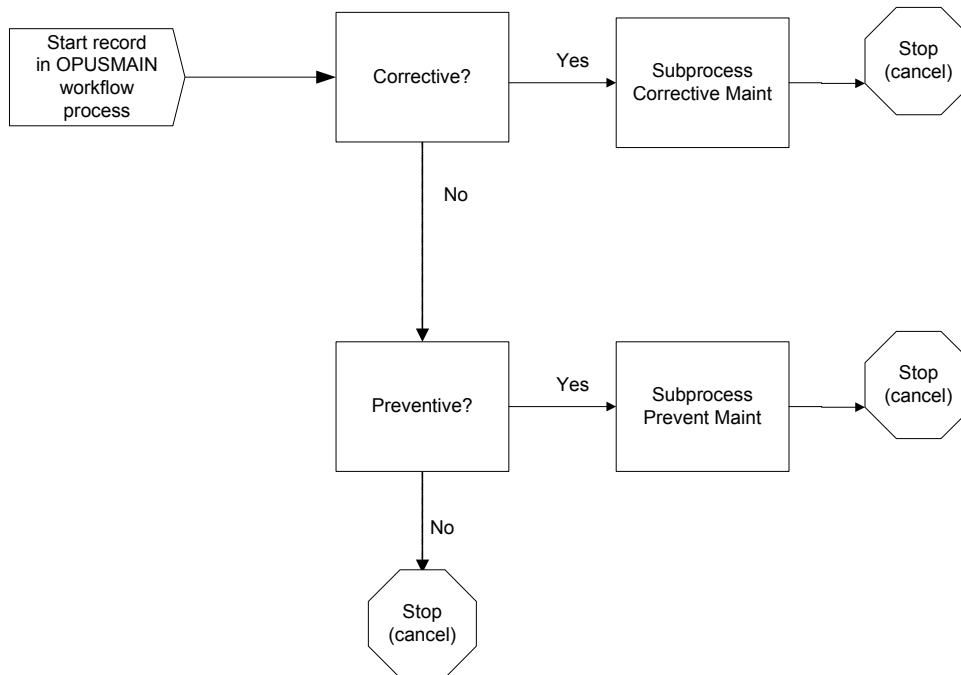 Start record
in OPUSMAIN
workflow
process
Corrective?
Yes
Subprocess
Corrective Maint
Stop
(cancel)
No
Preventive?
Yes
Subprocess
Prevent Maint
Stop
(cancel)
No
Stop
(cancel)